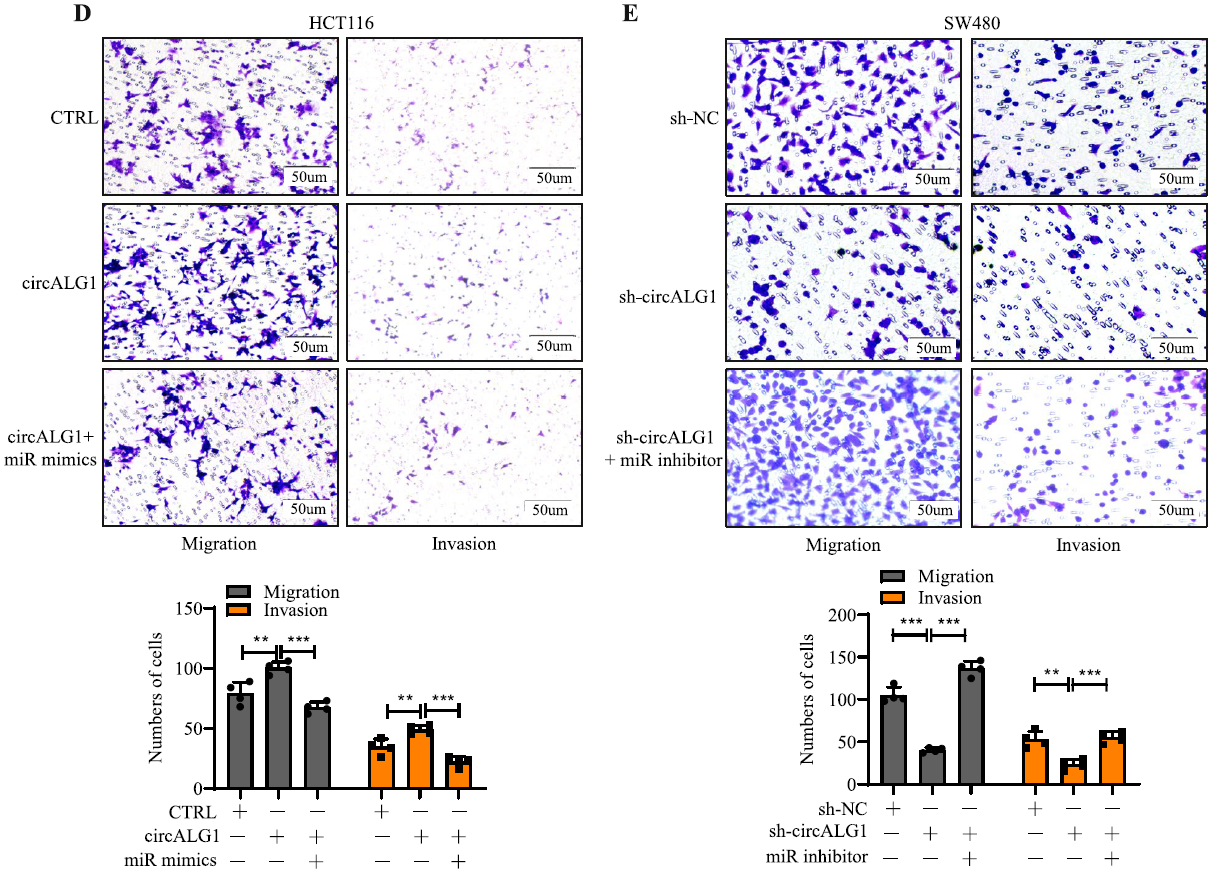 D
HCT116
CTRL
50um
50um
circALG1
50um
50um
circALG1+
miR mimics
50um
50um
Migration
Invasion
Migration
Invasion
Numbers of cells
150
100
50
0
** ***
** ***
CTRL + − − + − −
circALG1 − + + − + +
miR mimics − − + − − +
E
SW480
sh-NC
50um
50um
sh-circALG1
50um
50um
sh-circALG1
+ miR inhibitor
50um
50um
Migration
Invasion
Migration
Invasion
Numbers of cells
200
150
100
50
0
*** ***
** ***
sh-NC + − − + − −
sh-circALG1 − + + − + +
miR inhibitor − − + − − +